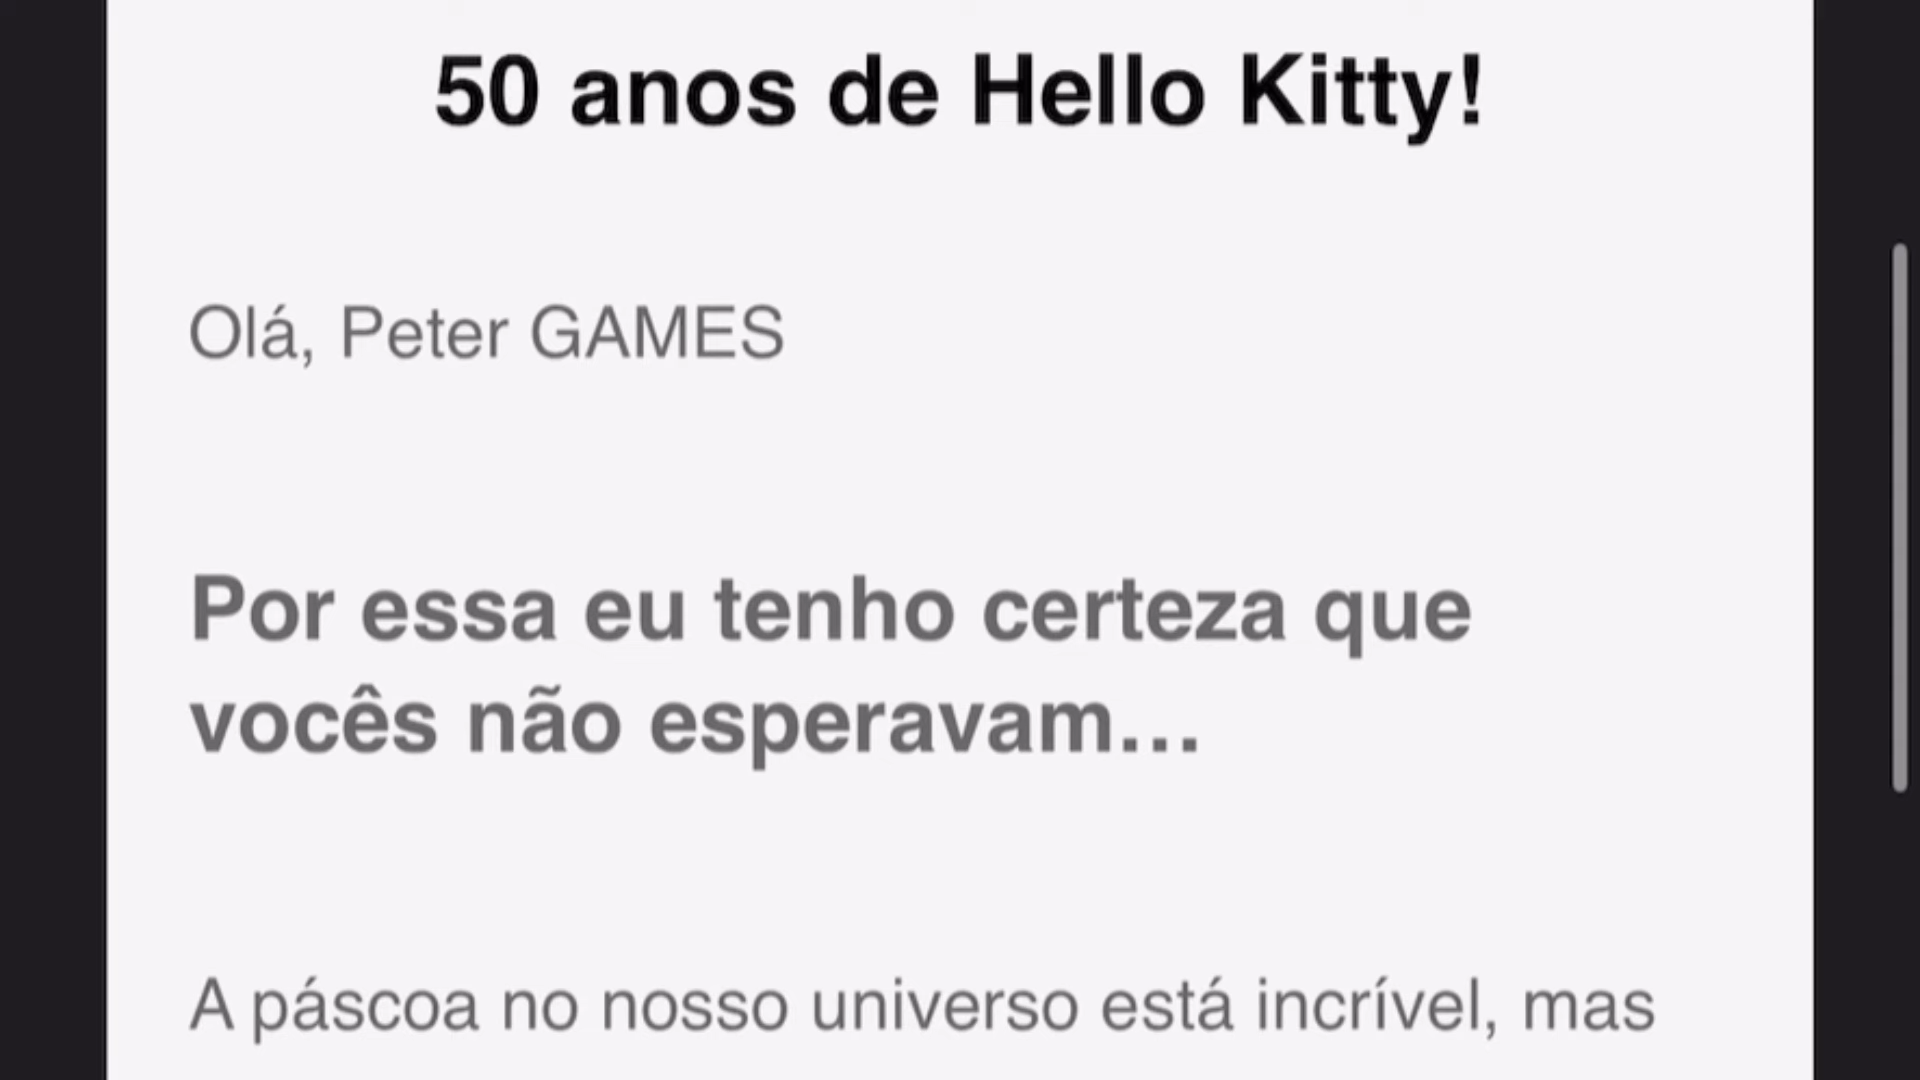 50 anos de Hello Kitty!
Olá, Peter GAMES
Por essa eu tenho certeza que
vocês não esperavam...
A páscoa no nosso universo está incrível, mas